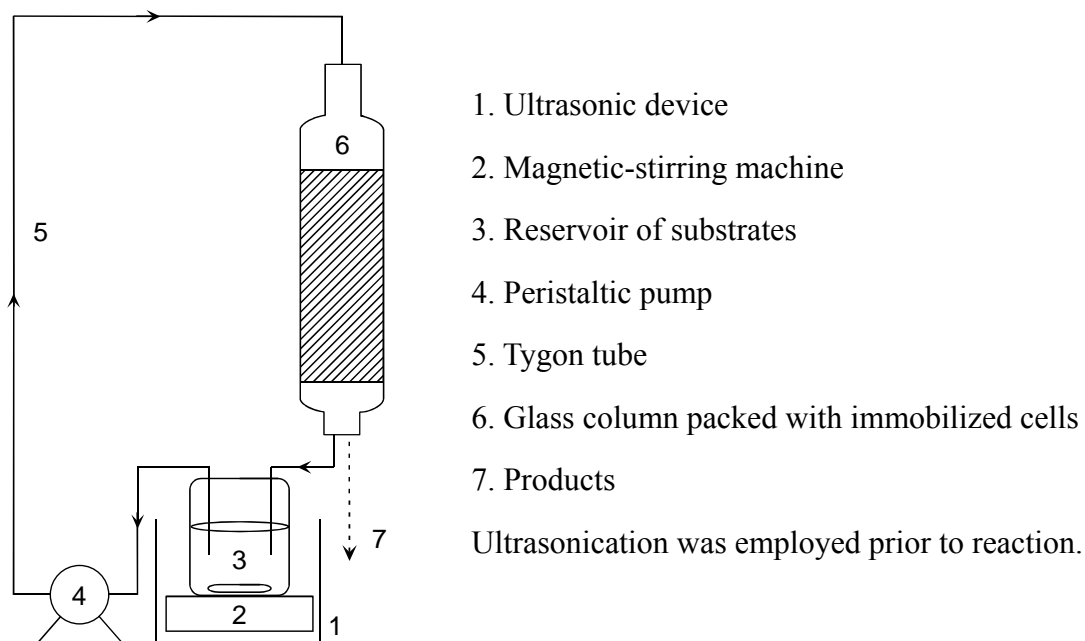 6
5
3
7
4
2
1
1. Ultrasonic device
2. Magnetic-stirring machine
3. Reservoir of substrates
4. Peristaltic pump
5. Tygon tube
6. Glass column packed with immobilized cells
7. Products
Ultrasonication was employed prior to reaction.